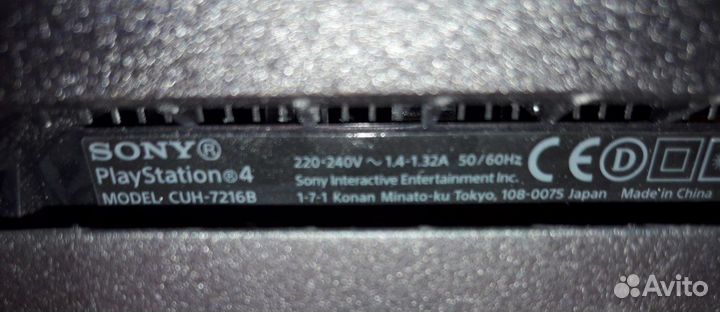 SONY®
PlayStation®4
MODEL CUH-7216B
220-240V ~ 1.4-1.32A 50/60Hz
Sony Interactive Entertainment Inc.
1-7-1 Konan Minato-ku Tokyo, 108-0075 Japan Made in China
CE D
Avito